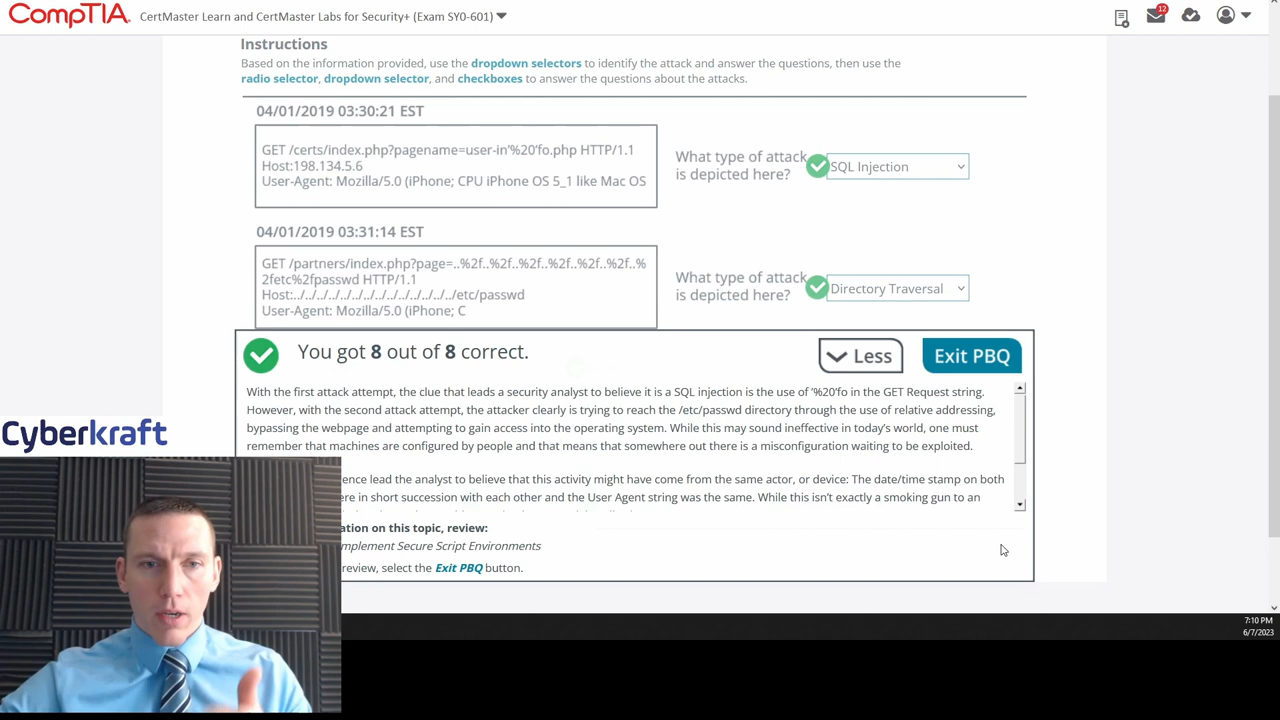 CompTIA.
CertMaster Learn and CertMaster Labs for Security+ (Exam SY0-601)
12
Instructions
Based on the information provided, use the dropdown selectors to identify the attack and answer the questions, then use the
radio selector, dropdown selector, and checkboxes to answer the questions about the attacks.
04/01/2019 03:30:21 EST
GET /certs/index.php?pagename=user-in'%20'fo.php HTTP/1.1
Host:198.134.5.6
User-Agent: Mozilla/5.0 (iPhone; CPU iPhone OS 5_1 like Mac OS
What type of attack
is depicted here?
SQL Injection
04/01/2019 03:31:14 EST
GET /partners/index.php?page=..%2f..%2f..%2f..%2f..%2f..%2f..%
2fetc%2fpasswd HTTP/1.1
Host:../../../../../../../../../../../../../../../etc/passwd
User-Agent: Mozilla/5.0 (iPhone; C
What type of attack
is depicted here?
Directory Traversal
You got 8 out of 8 correct.
Less
Exit PBQ
With the first attack attempt, the clue that leads a security analyst to believe it is a SQL injection is the use of '%20'fo in the GET Request string.
However, with the second attack attempt, the attacker clearly is trying to reach the /etc/passwd directory through the use of relative addressing,
bypassing the webpage and attempting to gain access into the operating system. While this may sound ineffective in today's world, one must
remember that machines are configured by people and that means that somewhere out there is a misconfiguration waiting to be exploited.
ence lead the analyst to believe that this activity might have come from the same actor, or device: The date/time stamp on both
ere in short succession with each other and the User Agent string was the same. While this isn't exactly a smoking gun to an
ation on this topic, review:
mplement Secure Script Environments
review, select the Exit PBQ button.
Cyberkraft
7:10 PM
6/7/2023